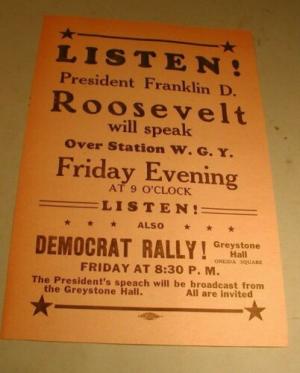 LISTEN!
President Franklin D.
Roosevelt
will speak
Over Station W. G. Y.
Friday Evening
AT 9 O'CLOCK
LISTEN!
ALSO
DEMOCRAT RALLY! Greystone Hall
ONEIDA SQUARE
FRIDAY AT 8:30 P. M.
The President's speach will be broadcast from
the Greystone Hall. All are invited